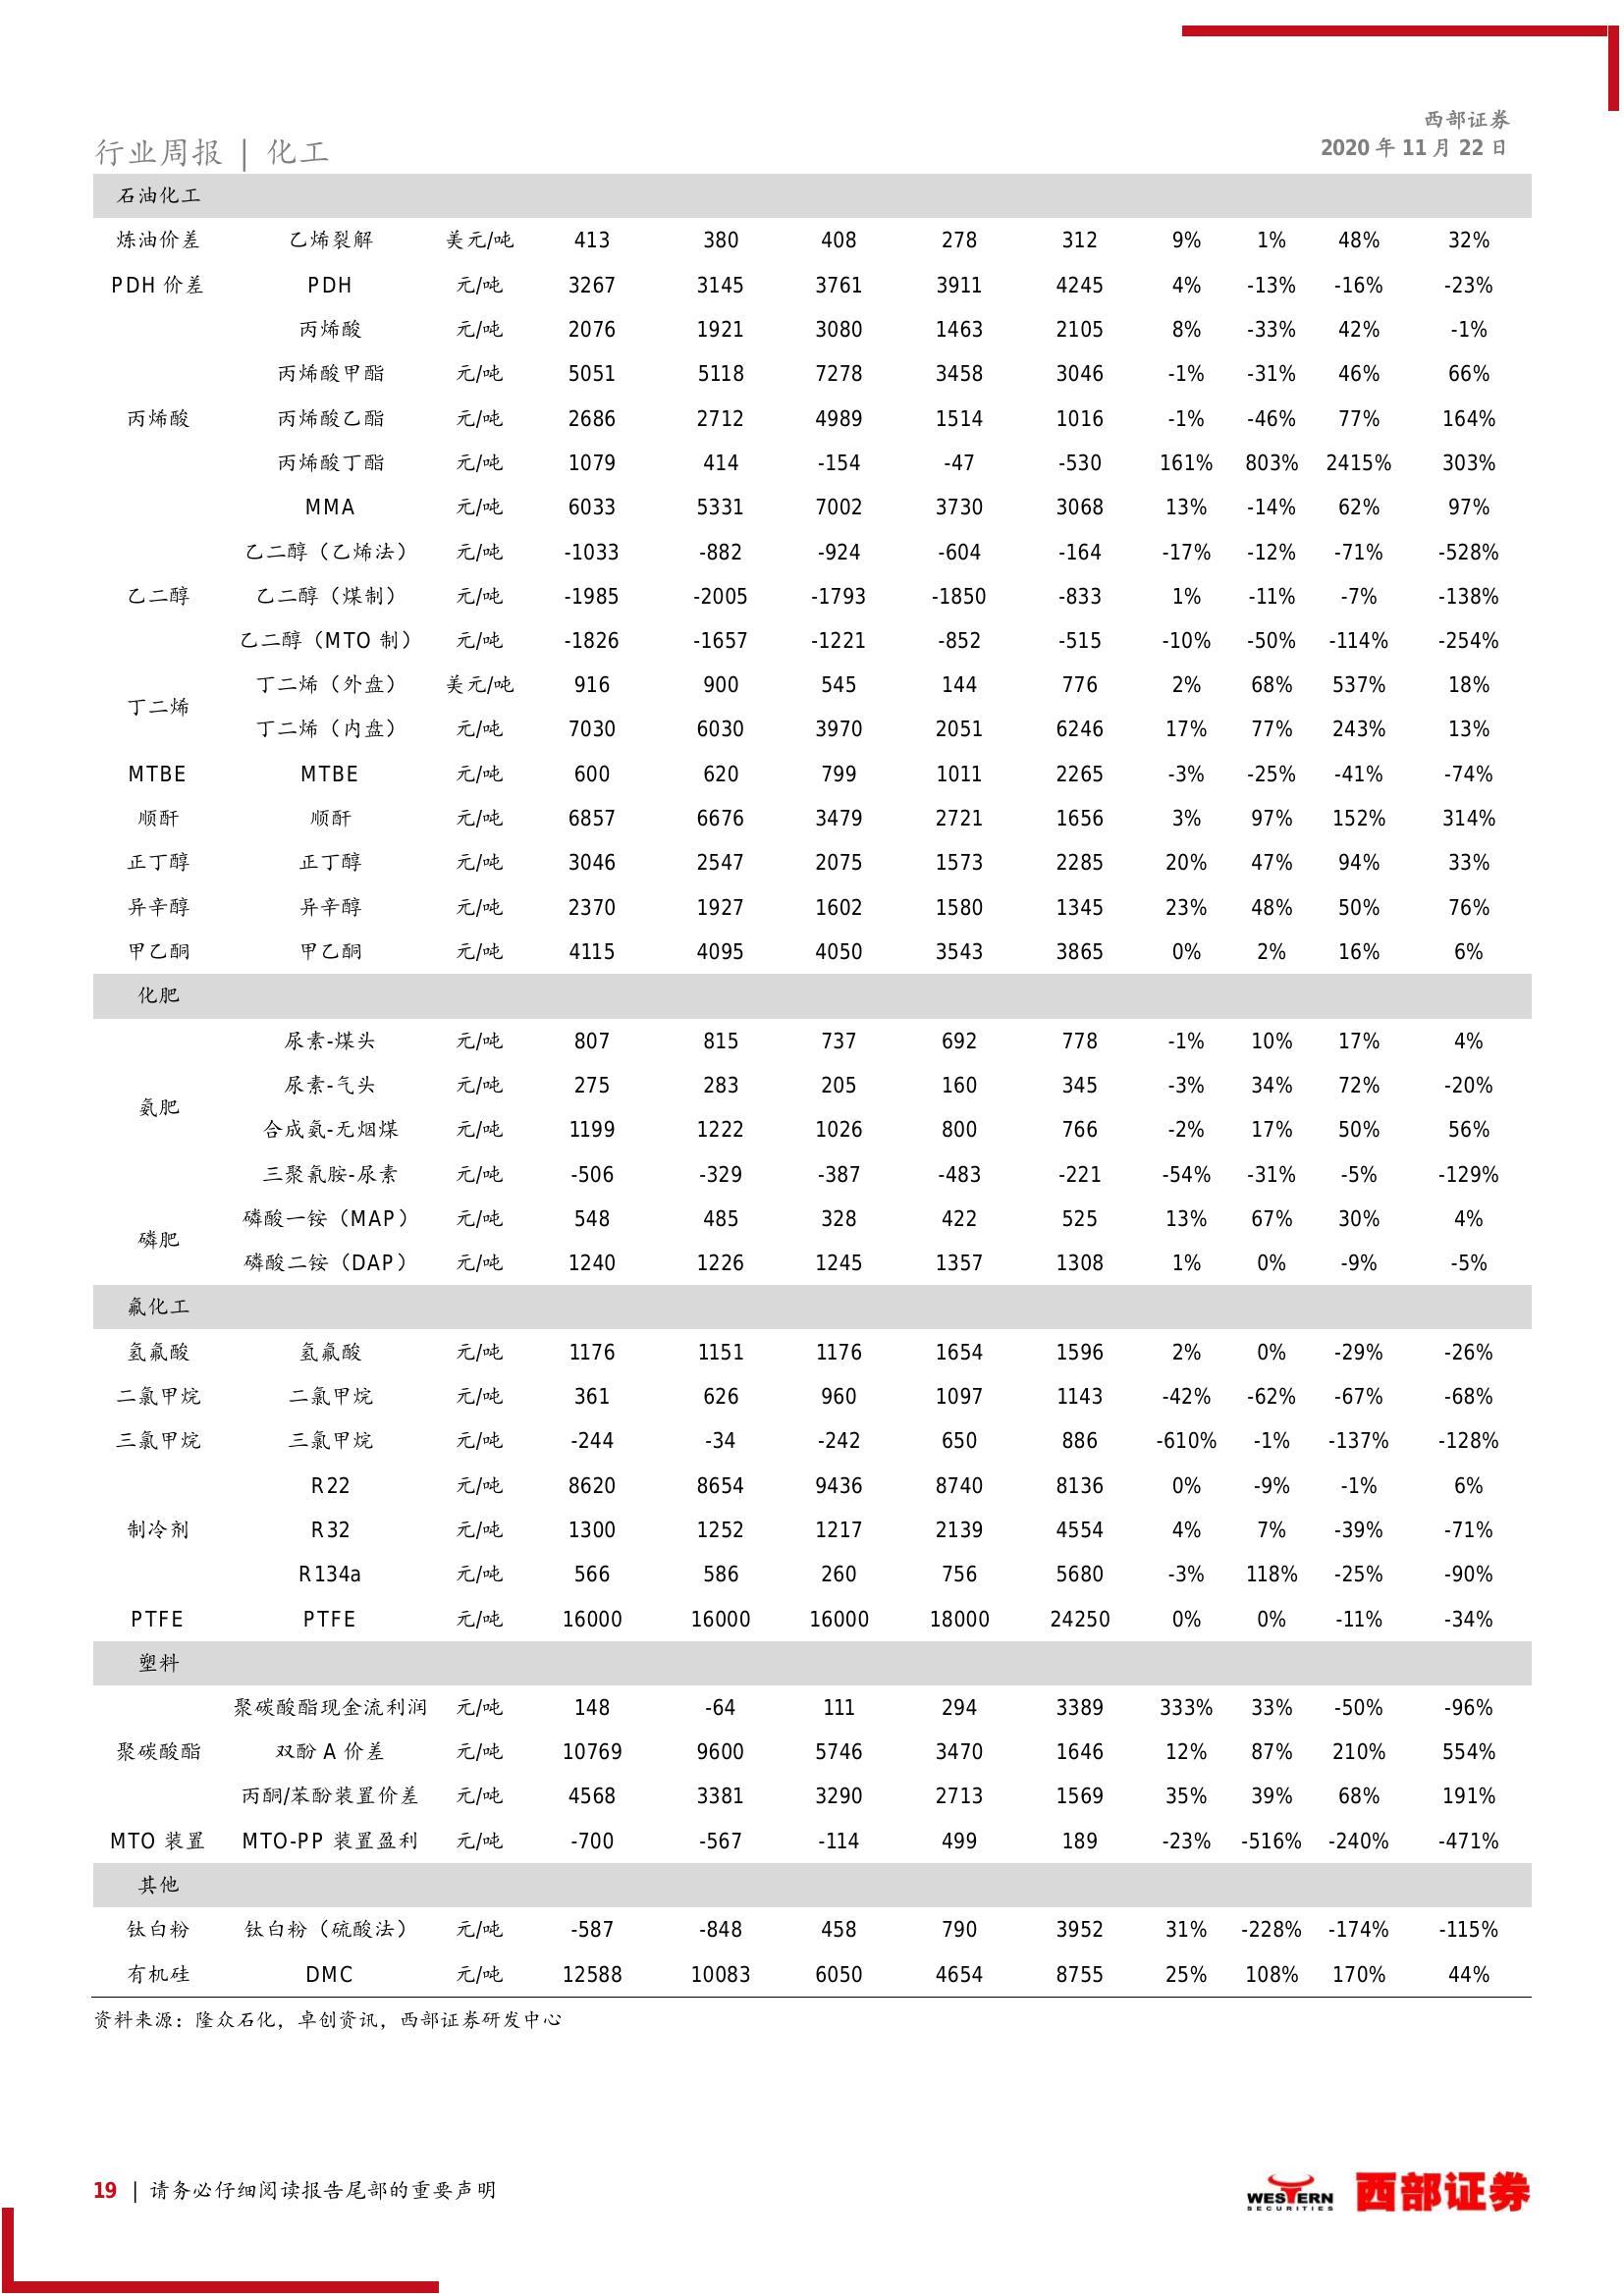 西部证券
2020 年 11 月 22 日
行业周报 | 化工
石油化工
炼油价差 乙烯裂解 美元/吨 413 380 408 278 312 9% 1% 48% 32%
PDH 价差 PDH 元/吨 3267 3145 3761 3911 4245 4% -13% -16% -23%
丙烯酸 元/吨 2076 1921 3080 1463 2105 8% -33% 42% -1%
丙烯酸甲酯 元/吨 5051 5118 7278 3458 3046 -1% -31% 46% 66%
丙烯酸 丙烯酸乙酯 元/吨 2686 2712 4989 1514 1016 -1% -46% 77% 164%
丙烯酸丁酯 元/吨 1079 414 -154 -47 -530 161% 803% 2415% 303%
MMA 元/吨 6033 5331 7002 3730 3068 13% -14% 62% 97%
乙二醇（乙烯法） 元/吨 -1033 -882 -924 -604 -164 -17% -12% -71% -528%
乙二醇 乙二醇（煤制） 元/吨 -1985 -2005 -1793 -1850 -833 1% -11% -7% -138%
乙二醇（MTO 制） 元/吨 -1826 -1657 -1221 -852 -515 -10% -50% -114% -254%
丁二烯 丁二烯（外盘） 美元/吨 916 900 545 144 776 2% 68% 537% 18%
丁二烯（内盘） 元/吨 7030 6030 3970 2051 6246 17% 77% 243% 13%
MTBE MTBE 元/吨 600 620 799 1011 2265 -3% -25% -41% -74%
顺酐 顺酐 元/吨 6857 6676 3479 2721 1656 3% 97% 152% 314%
正丁醇 正丁醇 元/吨 3046 2547 2075 1573 2285 20% 47% 94% 33%
异辛醇 异辛醇 元/吨 2370 1927 1602 1580 1345 23% 48% 50% 76%
甲乙酮 甲乙酮 元/吨 4115 4095 4050 3543 3865 0% 2% 16% 6%
化肥
尿素-煤头 元/吨 807 815 737 692 778 -1% 10% 17% 4%
尿素-气头 元/吨 275 283 205 160 345 -3% 34% 72% -20%
氨肥
合成氨-无烟煤 元/吨 1199 1222 1026 800 766 -2% 17% 50% 56%
三聚氰胺-尿素 元/吨 -506 -329 -387 -483 -221 -54% -31% -5% -129%
磷肥 磷酸一铵（MAP） 元/吨 548 485 328 422 525 13% 67% 30% 4%
磷酸二铵（DAP） 元/吨 1240 1226 1245 1357 1308 1% 0% -9% -5%
氟化工
氢氟酸 氢氟酸 元/吨 1176 1151 1176 1654 1596 2% 0% -29% -26%
二氯甲烷 二氯甲烷 元/吨 361 626 960 1097 1143 -42% -62% -67% -68%
三氯甲烷 三氯甲烷 元/吨 -244 -34 -242 650 886 -610% -1% -137% -128%
R22 元/吨 8620 8654 9436 8740 8136 0% -9% -1% 6%
制冷剂 R32 元/吨 1300 1252 1217 2139 4554 4% 7% -39% -71%
R134a 元/吨 566 586 260 756 5680 -3% 118% -25% -90%
PTFE PTFE 元/吨 16000 16000 16000 18000 24250 0% 0% -11% -34%
塑料
聚碳酸酯现金流利润 元/吨 148 -64 111 294 3389 333% 33% -50% -96%
聚碳酸酯 双酚 A 价差 元/吨 10769 9600 5746 3470 1646 12% 87% 210% 554%
丙酮/苯酚装置价差 元/吨 4568 3381 3290 2713 1569 35% 39% 68% 191%
MTO 装置 MTO-PP 装置盈利 元/吨 -700 -567 -114 499 189 -23% -516% -240% -471%
其他
钛白粉 钛白粉（硫酸法） 元/吨 -587 -848 458 790 3952 31% -228% -174% -115%
有机硅 DMC 元/吨 12588 10083 6050 4654 8755 25% 108% 170% 44%
资料来源：隆众石化，卓创资讯，西部证券研发中心
19 | 请务必仔细阅读报告尾部的重要声明
WESTERN
SECURITIES
西部证券